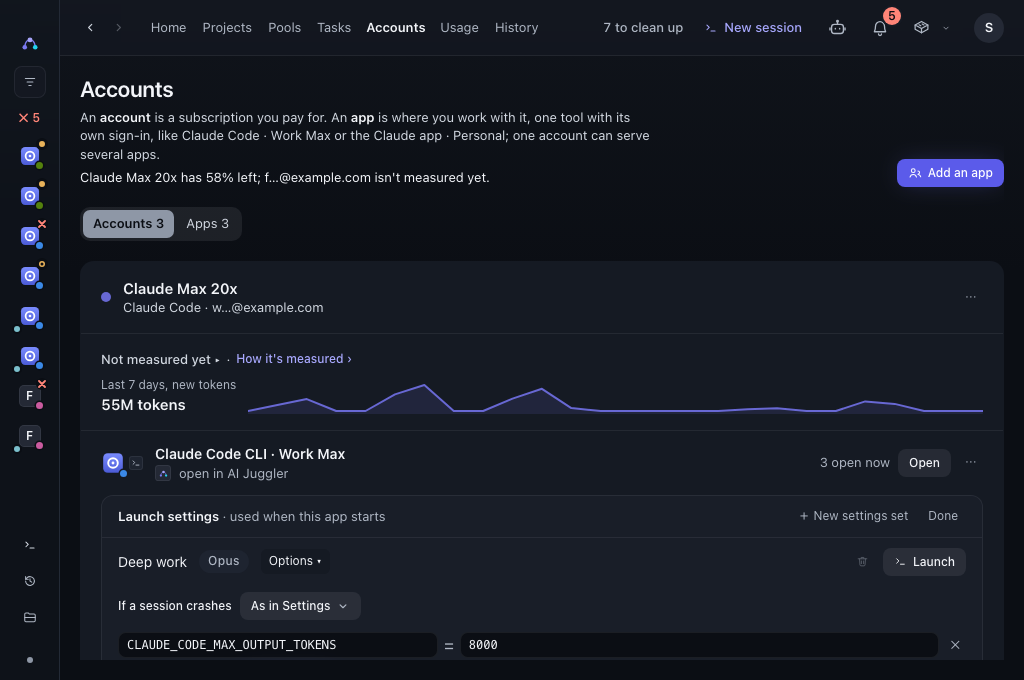 Home Projects Pools Tasks Accounts Usage History 7 to clean up New session 5 S
5
Accounts
An account is a subscription you pay for. An app is where you work with it, one tool with its
own sign-in, like Claude Code · Work Max or the Claude app · Personal; one account can serve
several apps.
Claude Max 20x has 58% left; f...@example.com isn't measured yet.
Add an app
Accounts 3 Apps 3
Claude Max 20x
Claude Code · w...@example.com
Not measured yet ▸ · How it's measured ›
Last 7 days, new tokens
55M tokens
F
F
Claude Code CLI · Work Max
open in AI Juggler
3 open now Open
Launch settings · used when this app starts
+ New settings set Done
Deep work Opus Options ▾ Launch
If a session crashes As in Settings
CLAUDE_CODE_MAX_OUTPUT_TOKENS = 8000